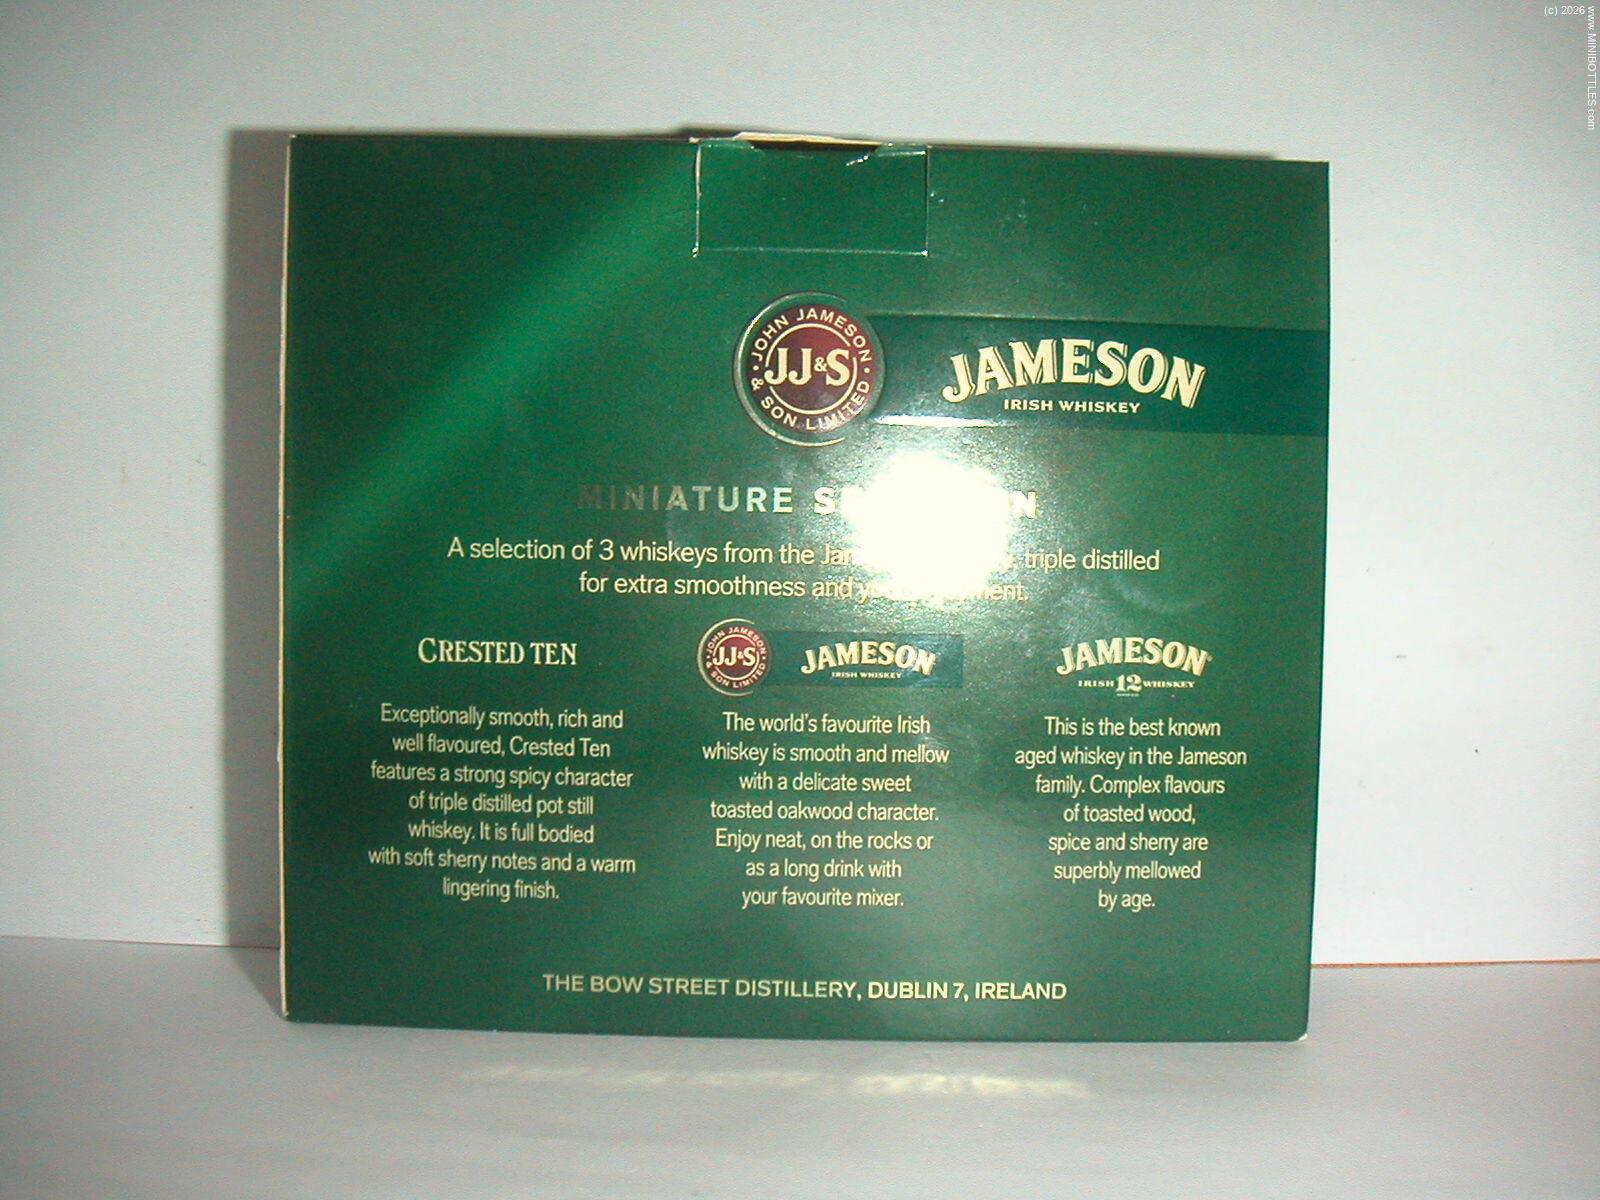 (c) 2026 www.MINIBOTTLES.com
JOHN JAMESON & SON LIMITED
JJ&S
JAMESON
IRISH WHISKEY
MINIATURE
A selection of 3 whiskeys from the triple distilled
for extra smoothness and
CRESTED TEN
Exceptionally smooth, rich and
well flavoured, Crested Ten
features a strong spicy character
of triple distilled pot still
whiskey. It is full bodied
with soft sherry notes and a warm
lingering finish.
JOHN JAMESON & SON LIMITED
JJ&S
JAMESON
IRISH WHISKEY
The world's favourite Irish
whiskey is smooth and mellow
with a delicate sweet
toasted oakwood character.
Enjoy neat, on the rocks or
as a long drink with
your favourite mixer.
JAMESON
IRISH 12 WHISKEY
This is the best known
aged whiskey in the Jameson
family. Complex flavours
of toasted wood,
spice and sherry are
superbly mellowed
by age.
THE BOW STREET DISTILLERY, DUBLIN 7, IRELAND